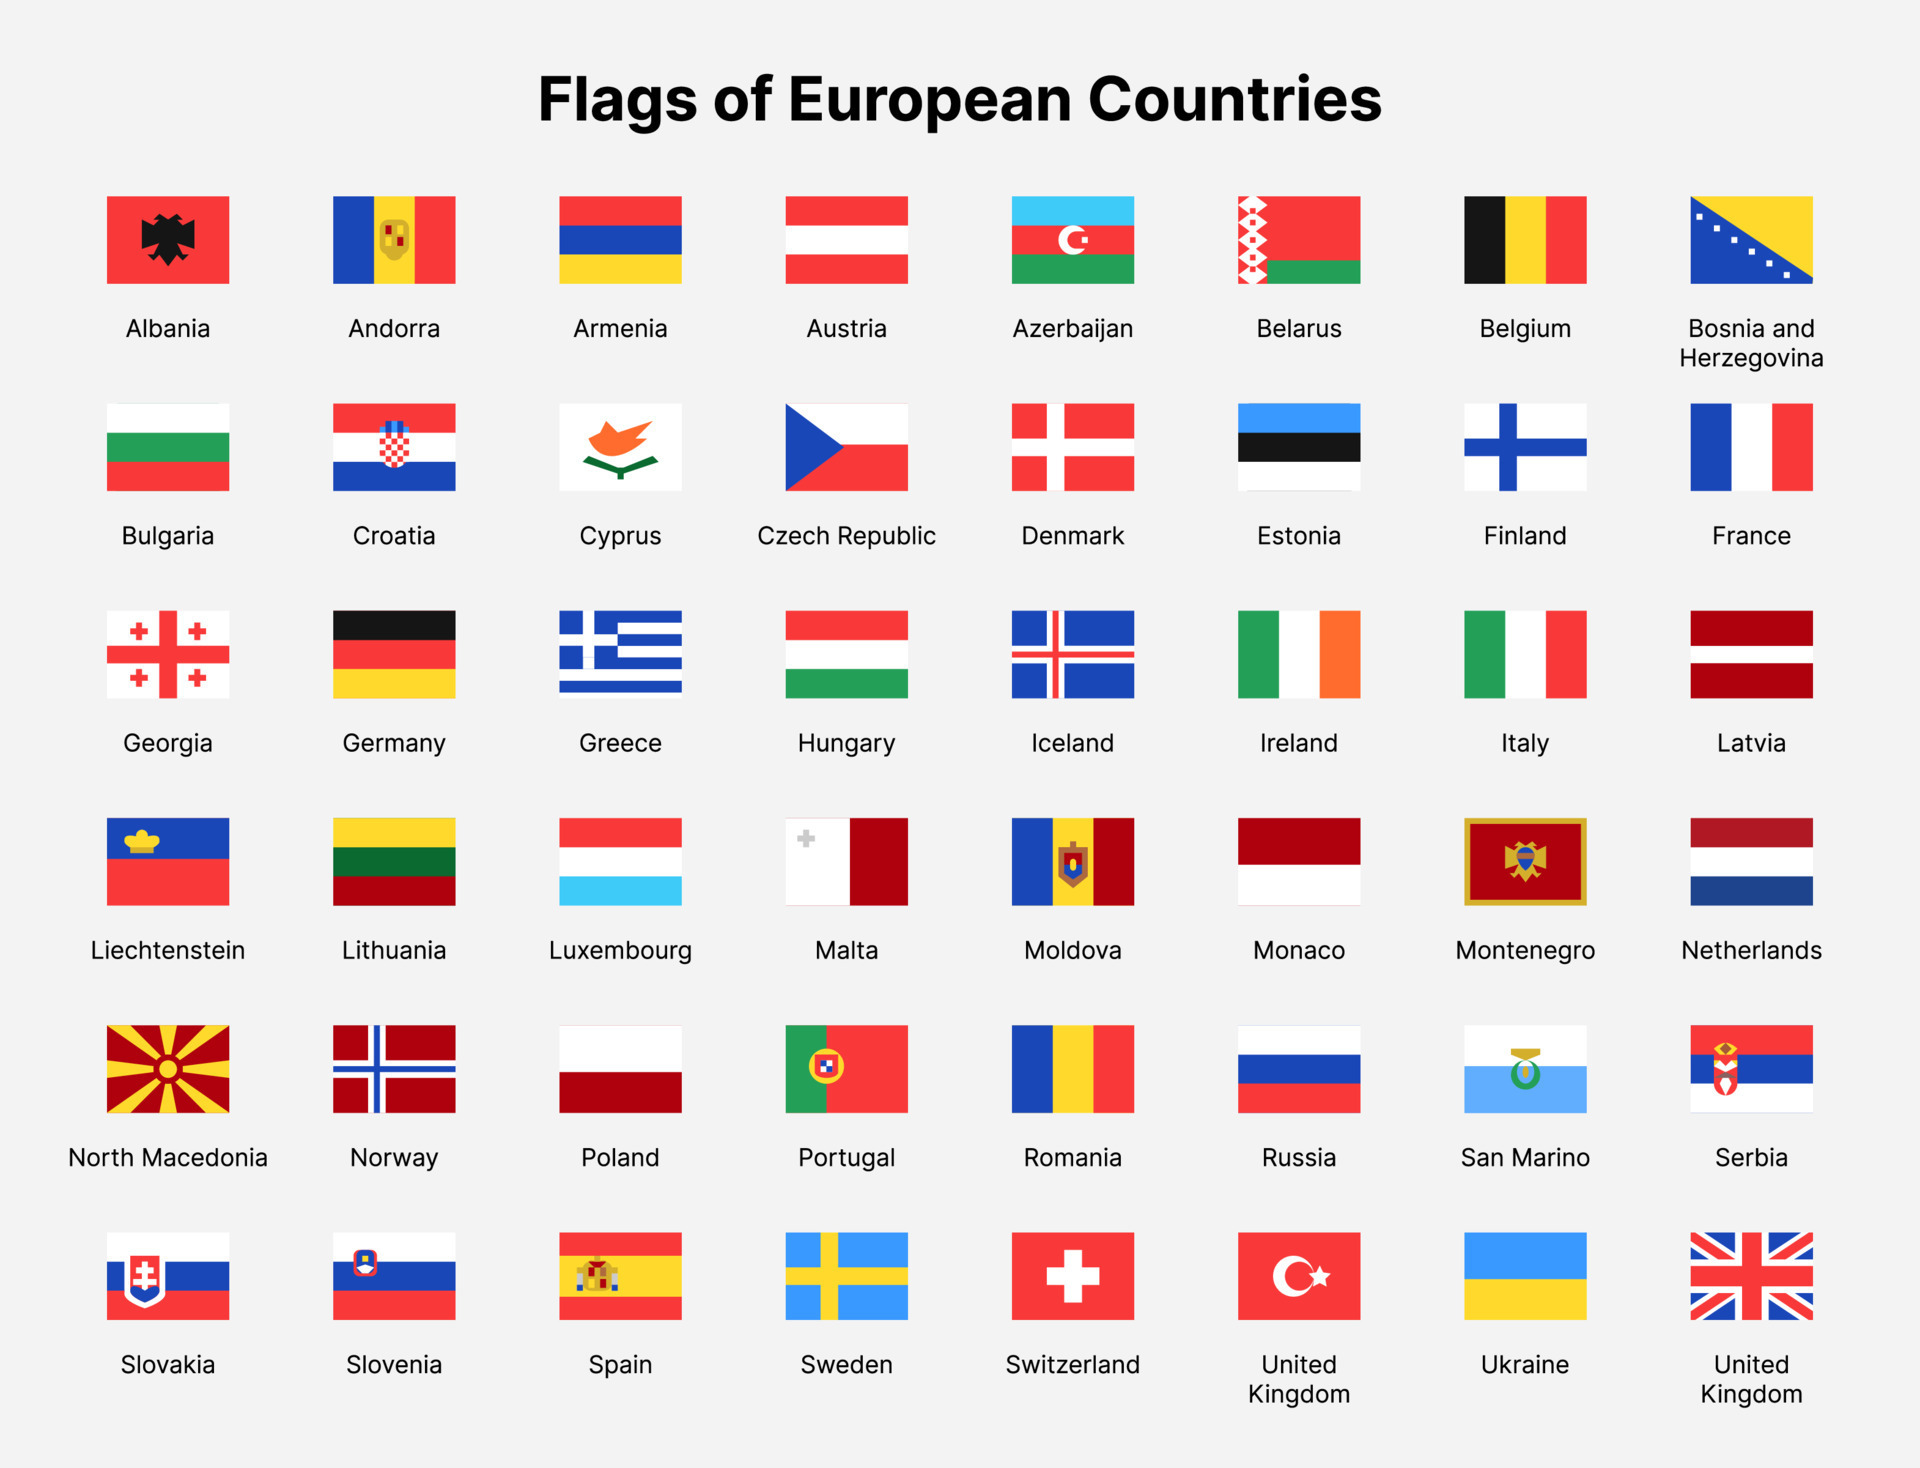 Flags of European Countries
Albania
Andorra
Armenia
Austria
Azerbaijan
Belarus
Belgium
Bosnia and
Herzegovina
Bulgaria
Croatia
Cyprus
Czech Republic
Denmark
Estonia
Finland
France
Georgia
Germany
Greece
Hungary
Iceland
Ireland
Italy
Latvia
Liechtenstein
Lithuania
Luxembourg
Malta
Moldova
Monaco
Montenegro
Netherlands
North Macedonia
Norway
Poland
Portugal
Romania
Russia
San Marino
Serbia
Slovakia
Slovenia
Spain
Sweden
Switzerland
United
Kingdom
Ukraine
United
Kingdom